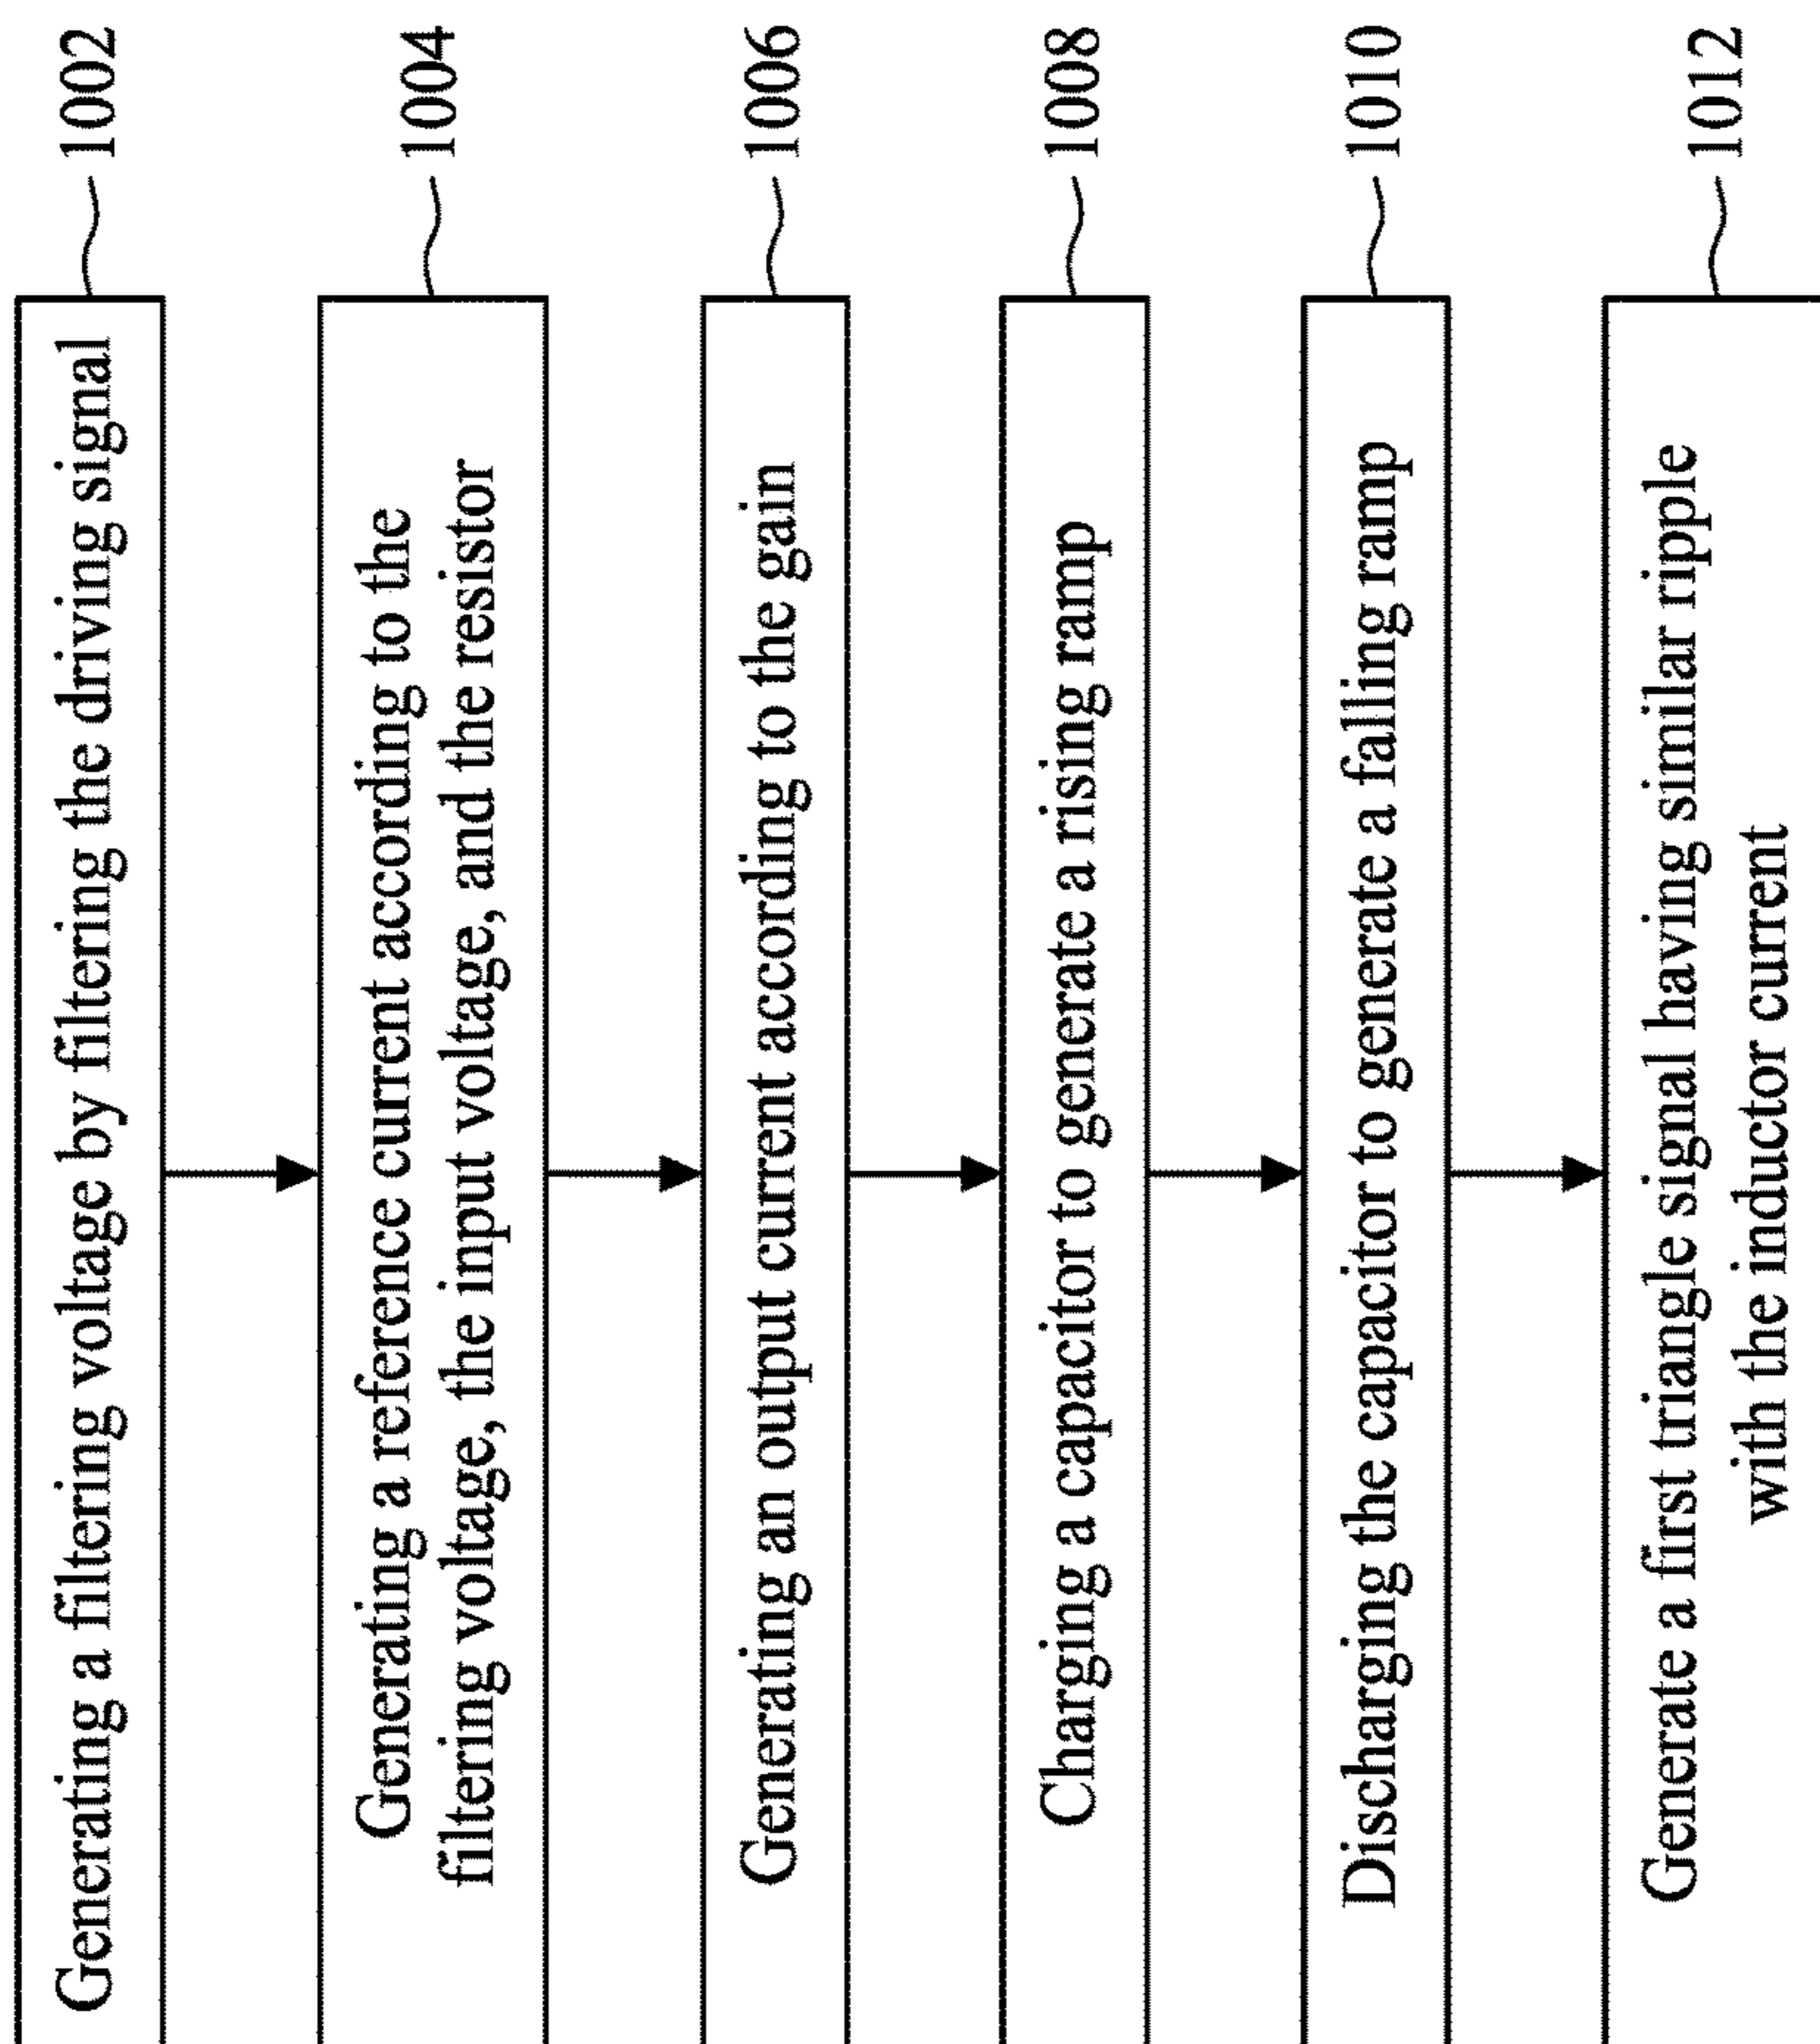 Generating a filtering voltage by filtering the driving signal
1002
Generating a reference current according to the
filtering voltage, the input voltage, and the resistor
1004
Generating an output current according to the gain
1006
Charging a capacitor to generate a rising ramp
1008
Discharging the capacitor to generate a falling ramp
1010
Generate a first triangle signal having similar ripple
with the inductor current
1012